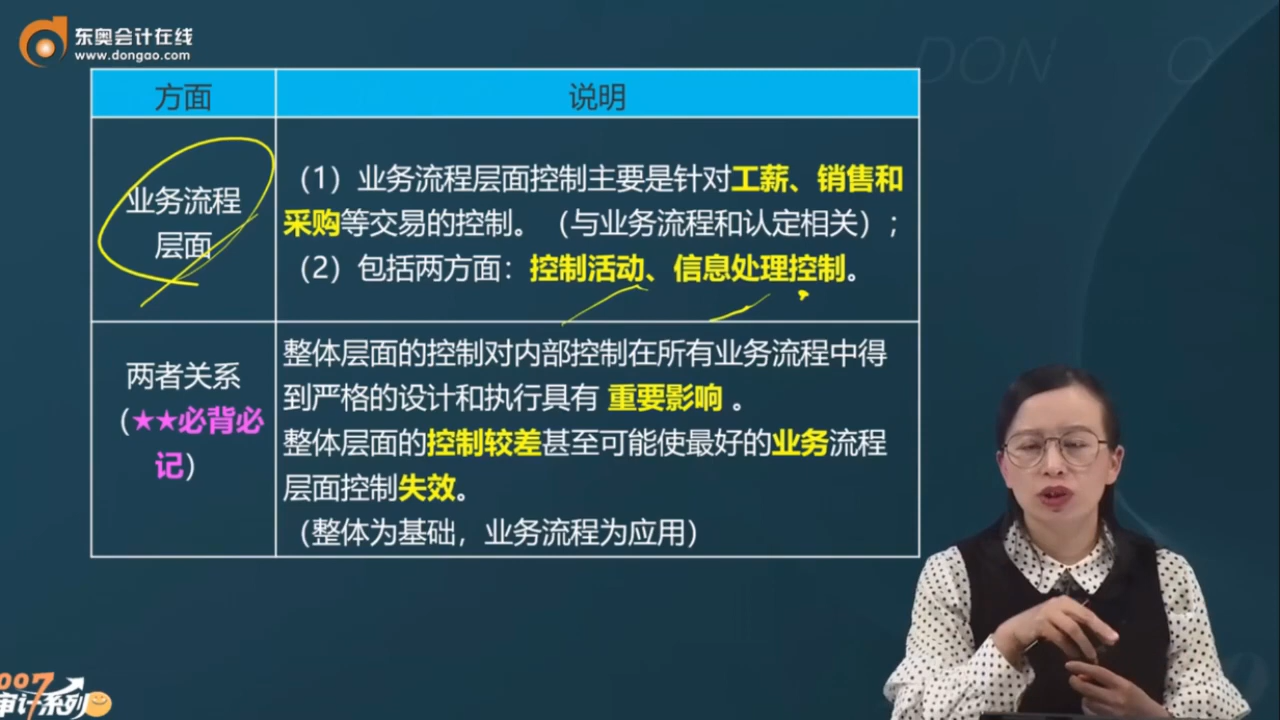 东奥会计在线
www.dongao.com
DON
方面
说明
业务流程
层面
（1）业务流程层面控制主要是针对工薪、销售和
采购等交易的控制。（与业务流程和认定相关）；
（2）包括两方面：控制活动、信息处理控制。
两者关系
（★★必背必
记）
整体层面的控制对内部控制在所有业务流程中得
到严格的设计和执行具有 重要影响 。
整体层面的控制较差甚至可能使最好的业务流程
层面控制失效。
（整体为基础，业务流程为应用）
007
审计系列